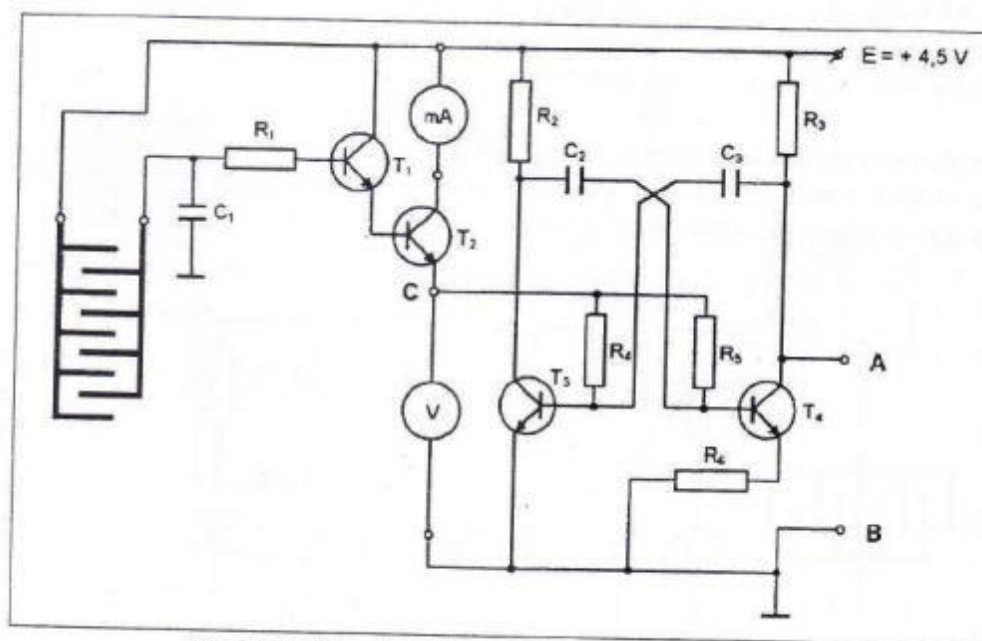 E = + 4,5 V
mA
R₂
R₃
R₁
T₁
C₂
C₃
C₁
T₂
C
R₄
R₅
A
T₃
V
T₄
R₆
B